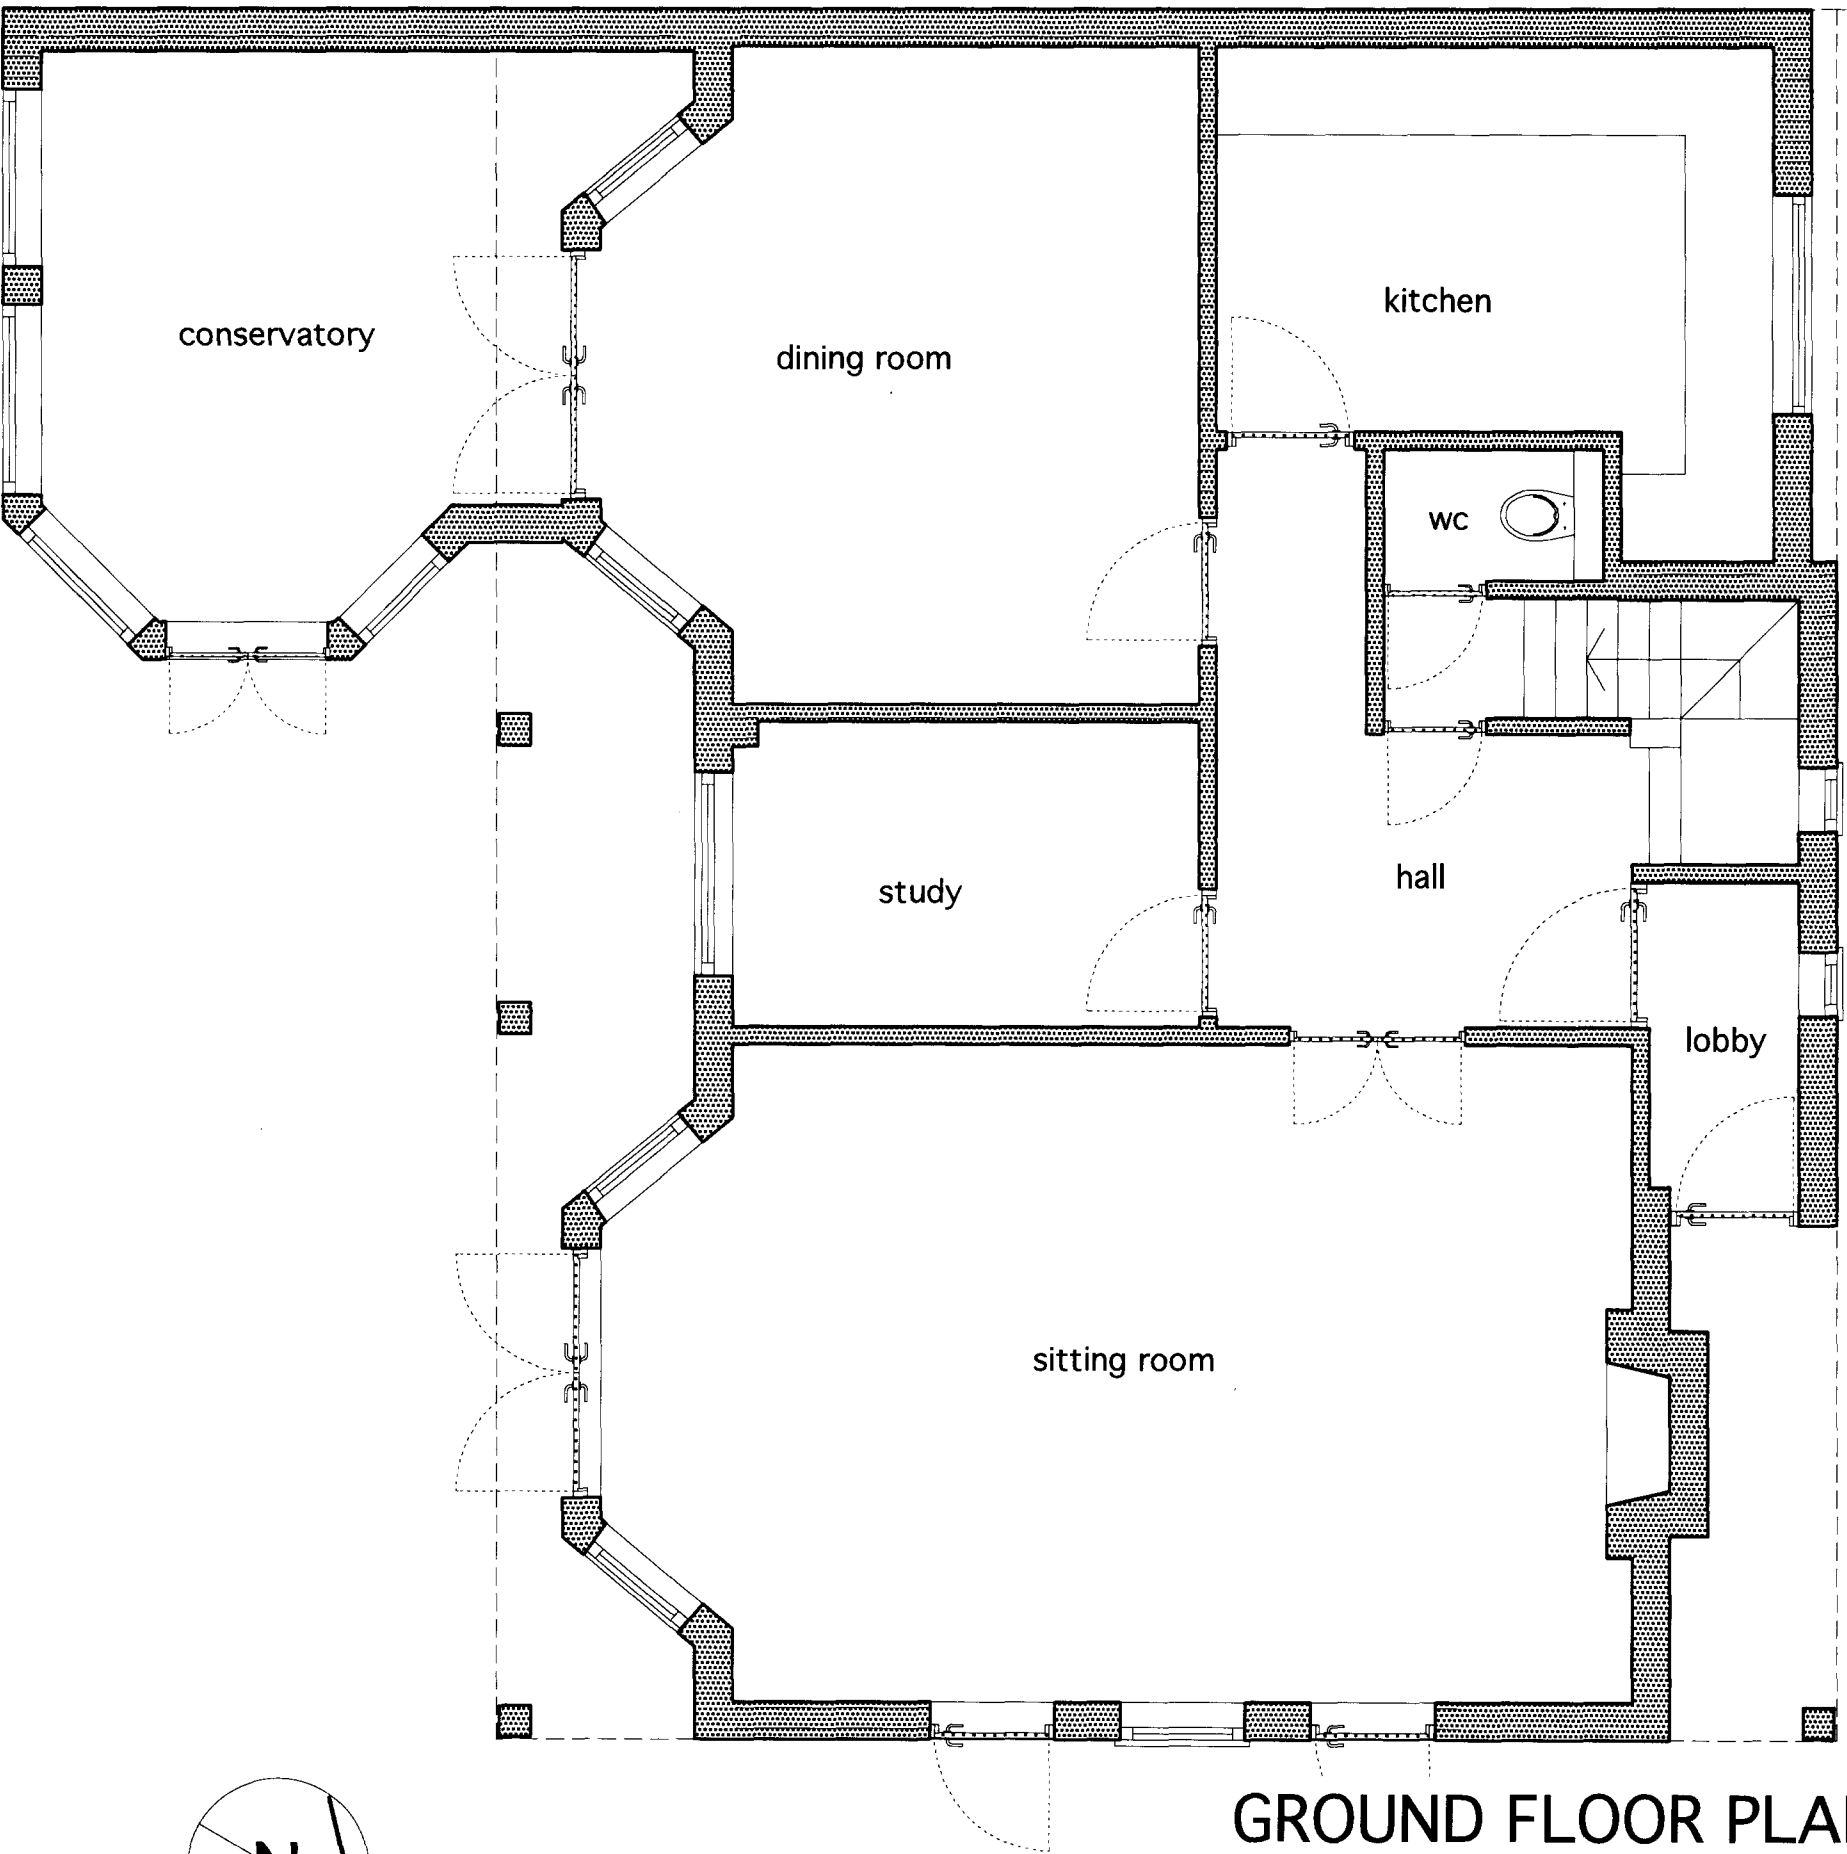 kitchen
conservatory
dining room
wc
hall
study
lobby
sitting room
GROUND FLOOR PLA
N